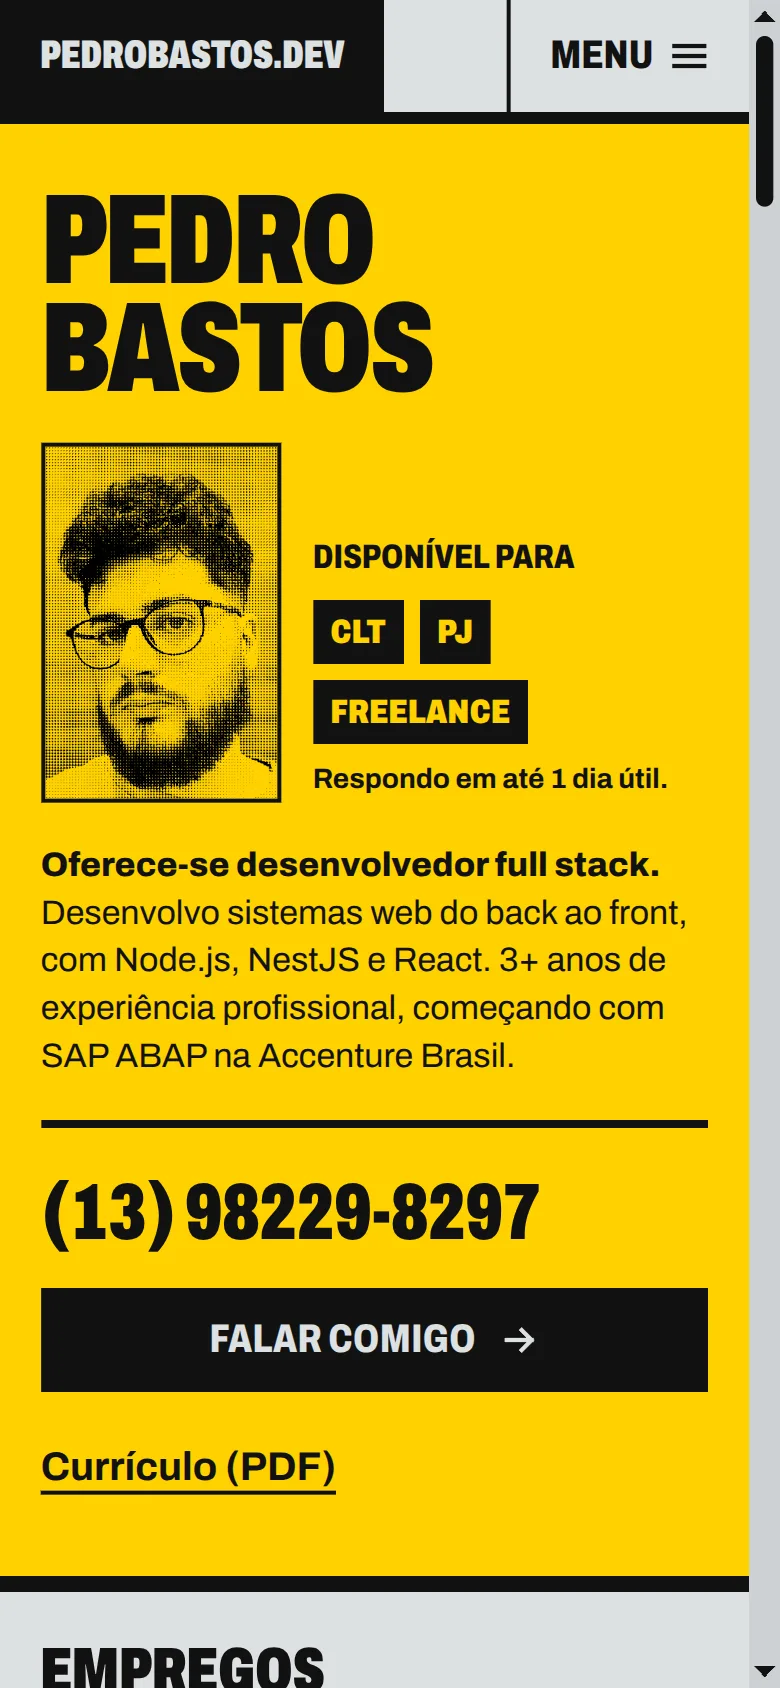 PEDROBASTOS.DEV
MENU
PEDRO
BASTOS
DISPONÍVEL PARA
CLT PJ
FREELANCE
Respondo em até 1 dia útil.
Oferece-se desenvolvedor full stack.
Desenvolvo sistemas web do back ao front,
com Node.js, NestJS e React. 3+ anos de
experiência profissional, começando com
SAP ABAP na Accenture Brasil.
(13) 98229-8297
FALAR COMIGO →
Currículo (PDF)
EMPREGOS